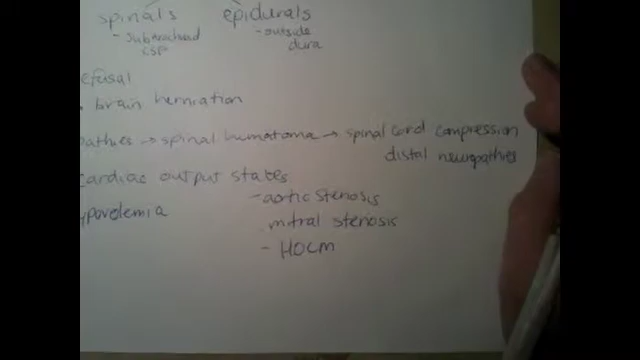 spinals epidurals
- subarachnoid - outside
CSF dura
efusal
brain herniation
pathies → spinal humatoma → spinal cord compression
distal neuropathies
cardiac output states
- aortic stenosis
ypovolemia
mitral stenosis
- HOCM